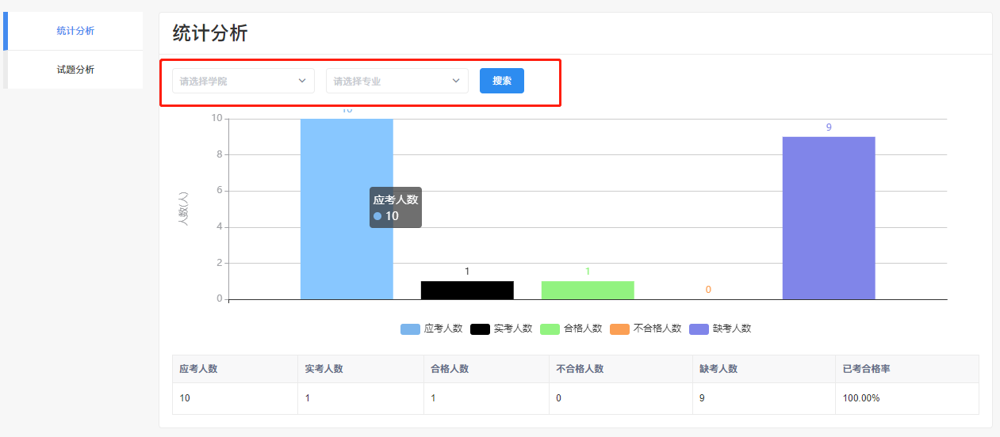 统计分析
试题分析
统计分析
请选择学院 请选择专业 搜索
10
10
9
8
6
应考人数
10
人数(人)
4
2
1
1
0
0
应考人数 实考人数 合格人数 不合格人数 缺考人数
应考人数 实考人数 合格人数 不合格人数 缺考人数 已考合格率
10 1 1 0 9 100.00%